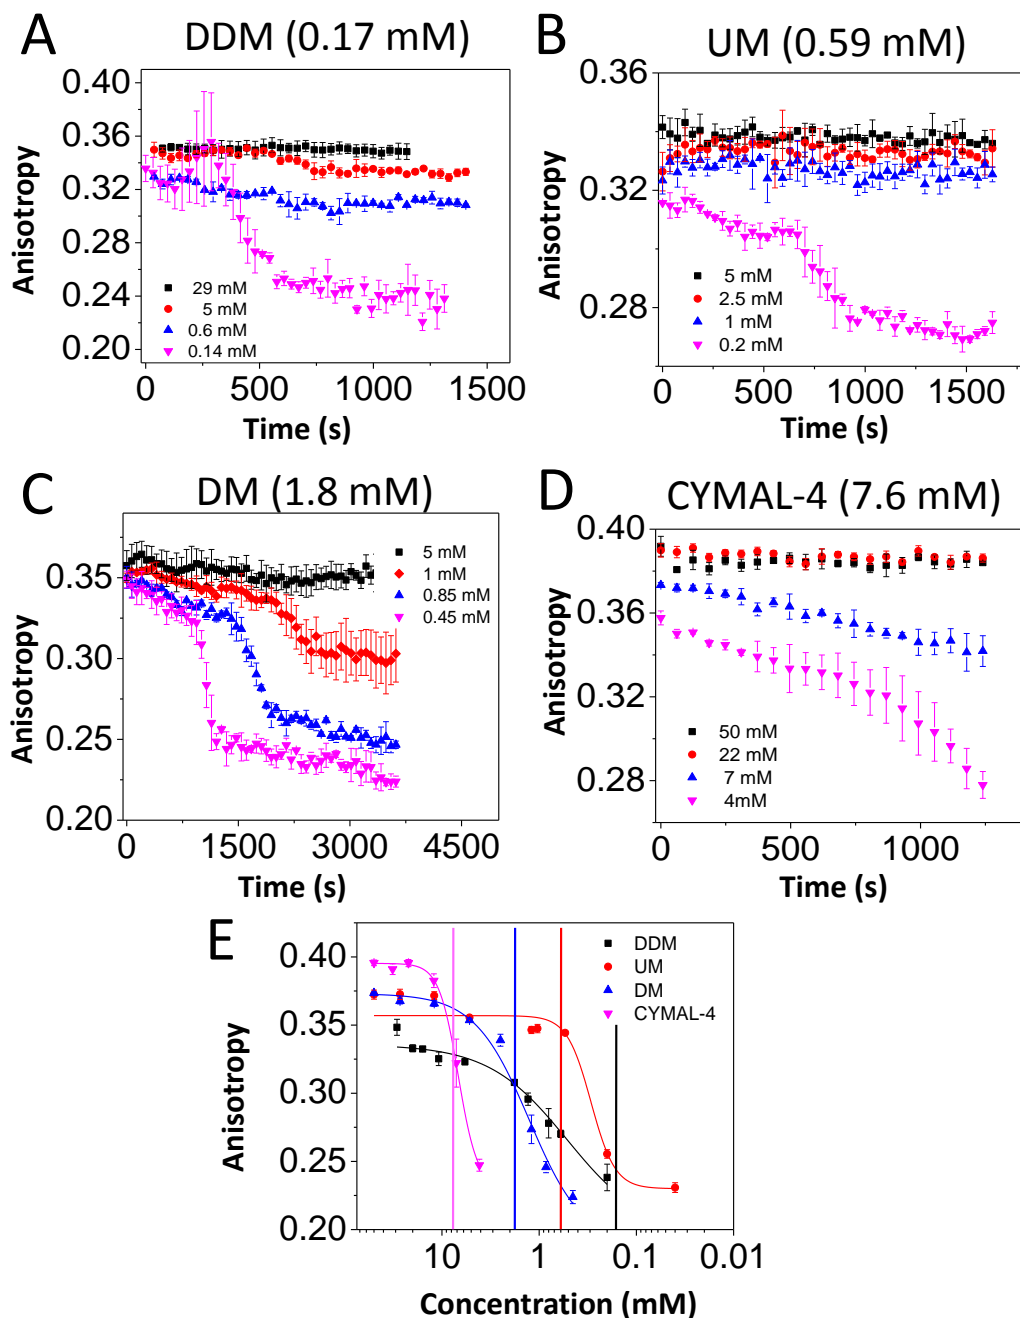 A
DDM (0.17 mM)
0.40
0.36
0.32
0.28
0.24
0.20
Anisotropy
29 mM
5 mM
0.6 mM
0.14 mM
0
500
1000
1500
Time (s)
B
UM (0.59 mM)
0.36
0.32
0.28
Anisotropy
5 mM
2.5 mM
1 mM
0.2 mM
0
500
1000
1500
Time (s)
C
DM (1.8 mM)
0.35
0.30
0.25
0.20
Anisotropy
5 mM
1 mM
0.85 mM
0.45 mM
0
1500
3000
4500
Time (s)
D
CYMAL-4 (7.6 mM)
0.40
0.36
0.32
0.28
Anisotropy
50 mM
22 mM
7 mM
4mM
0
500
1000
Time (s)
E
0.40
0.35
0.30
0.25
0.20
Anisotropy
DDM
UM
DM
CYMAL-4
10
1
0.1
0.01
Concentration (mM)